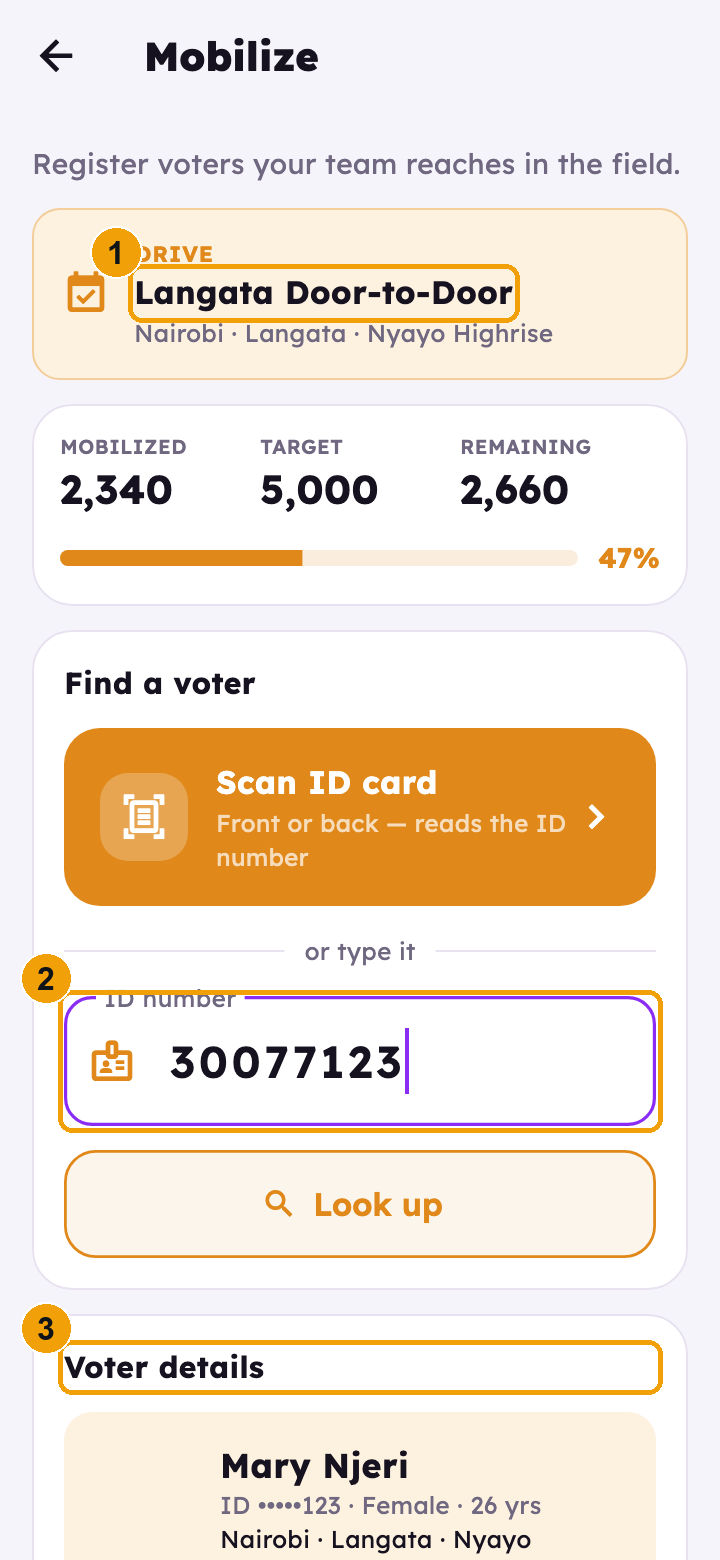 Mobilize
Register voters your team reaches in the field.
1
DRIVE
Langata Door-to-Door
Nairobi · Langata · Nyayo Highrise
MOBILIZED TARGET REMAINING
2,340 5,000 2,660
47%
Find a voter
Scan ID card
Front or back — reads the ID
number
or type it
2
ID number
30077123
Look up
3
Voter details
Mary Njeri
ID •••••123 · Female · 26 yrs
Nairobi · Langata · Nyayo